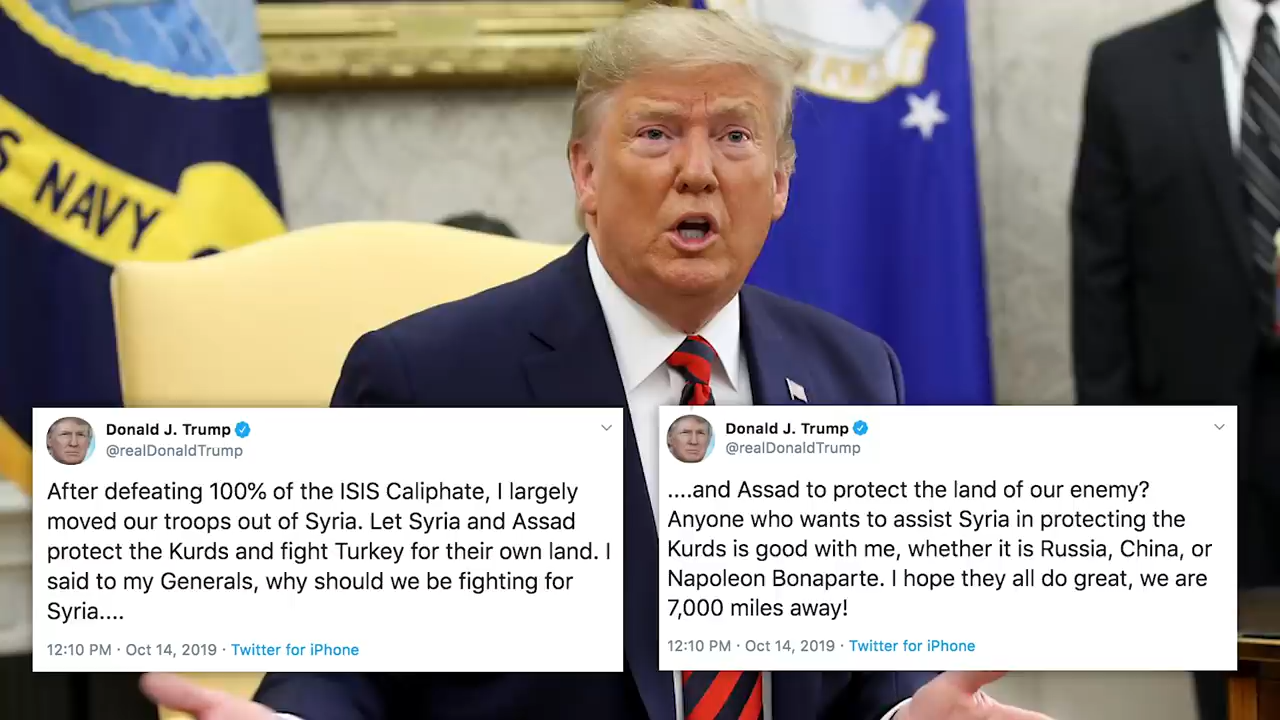 S NAVY
Donald J. Trump
@realDonaldTrump
After defeating 100% of the ISIS Caliphate, I largely
moved our troops out of Syria. Let Syria and Assad
protect the Kurds and fight Turkey for their own land. I
said to my Generals, why should we be fighting for
Syria....
12:10 PM · Oct 14, 2019 · Twitter for iPhone
Donald J. Trump
@realDonaldTrump
....and Assad to protect the land of our enemy?
Anyone who wants to assist Syria in protecting the
Kurds is good with me, whether it is Russia, China, or
Napoleon Bonaparte. I hope they all do great, we are
7,000 miles away!
12:10 PM · Oct 14, 2019 · Twitter for iPhone